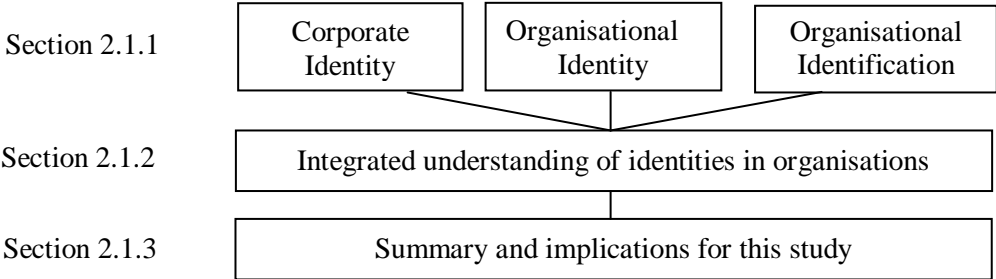 Section 2.1.1
Corporate
Identity
Organisational
Identity
Organisational
Identification
Section 2.1.2
Integrated understanding of identities in organisations
Section 2.1.3
Summary and implications for this study